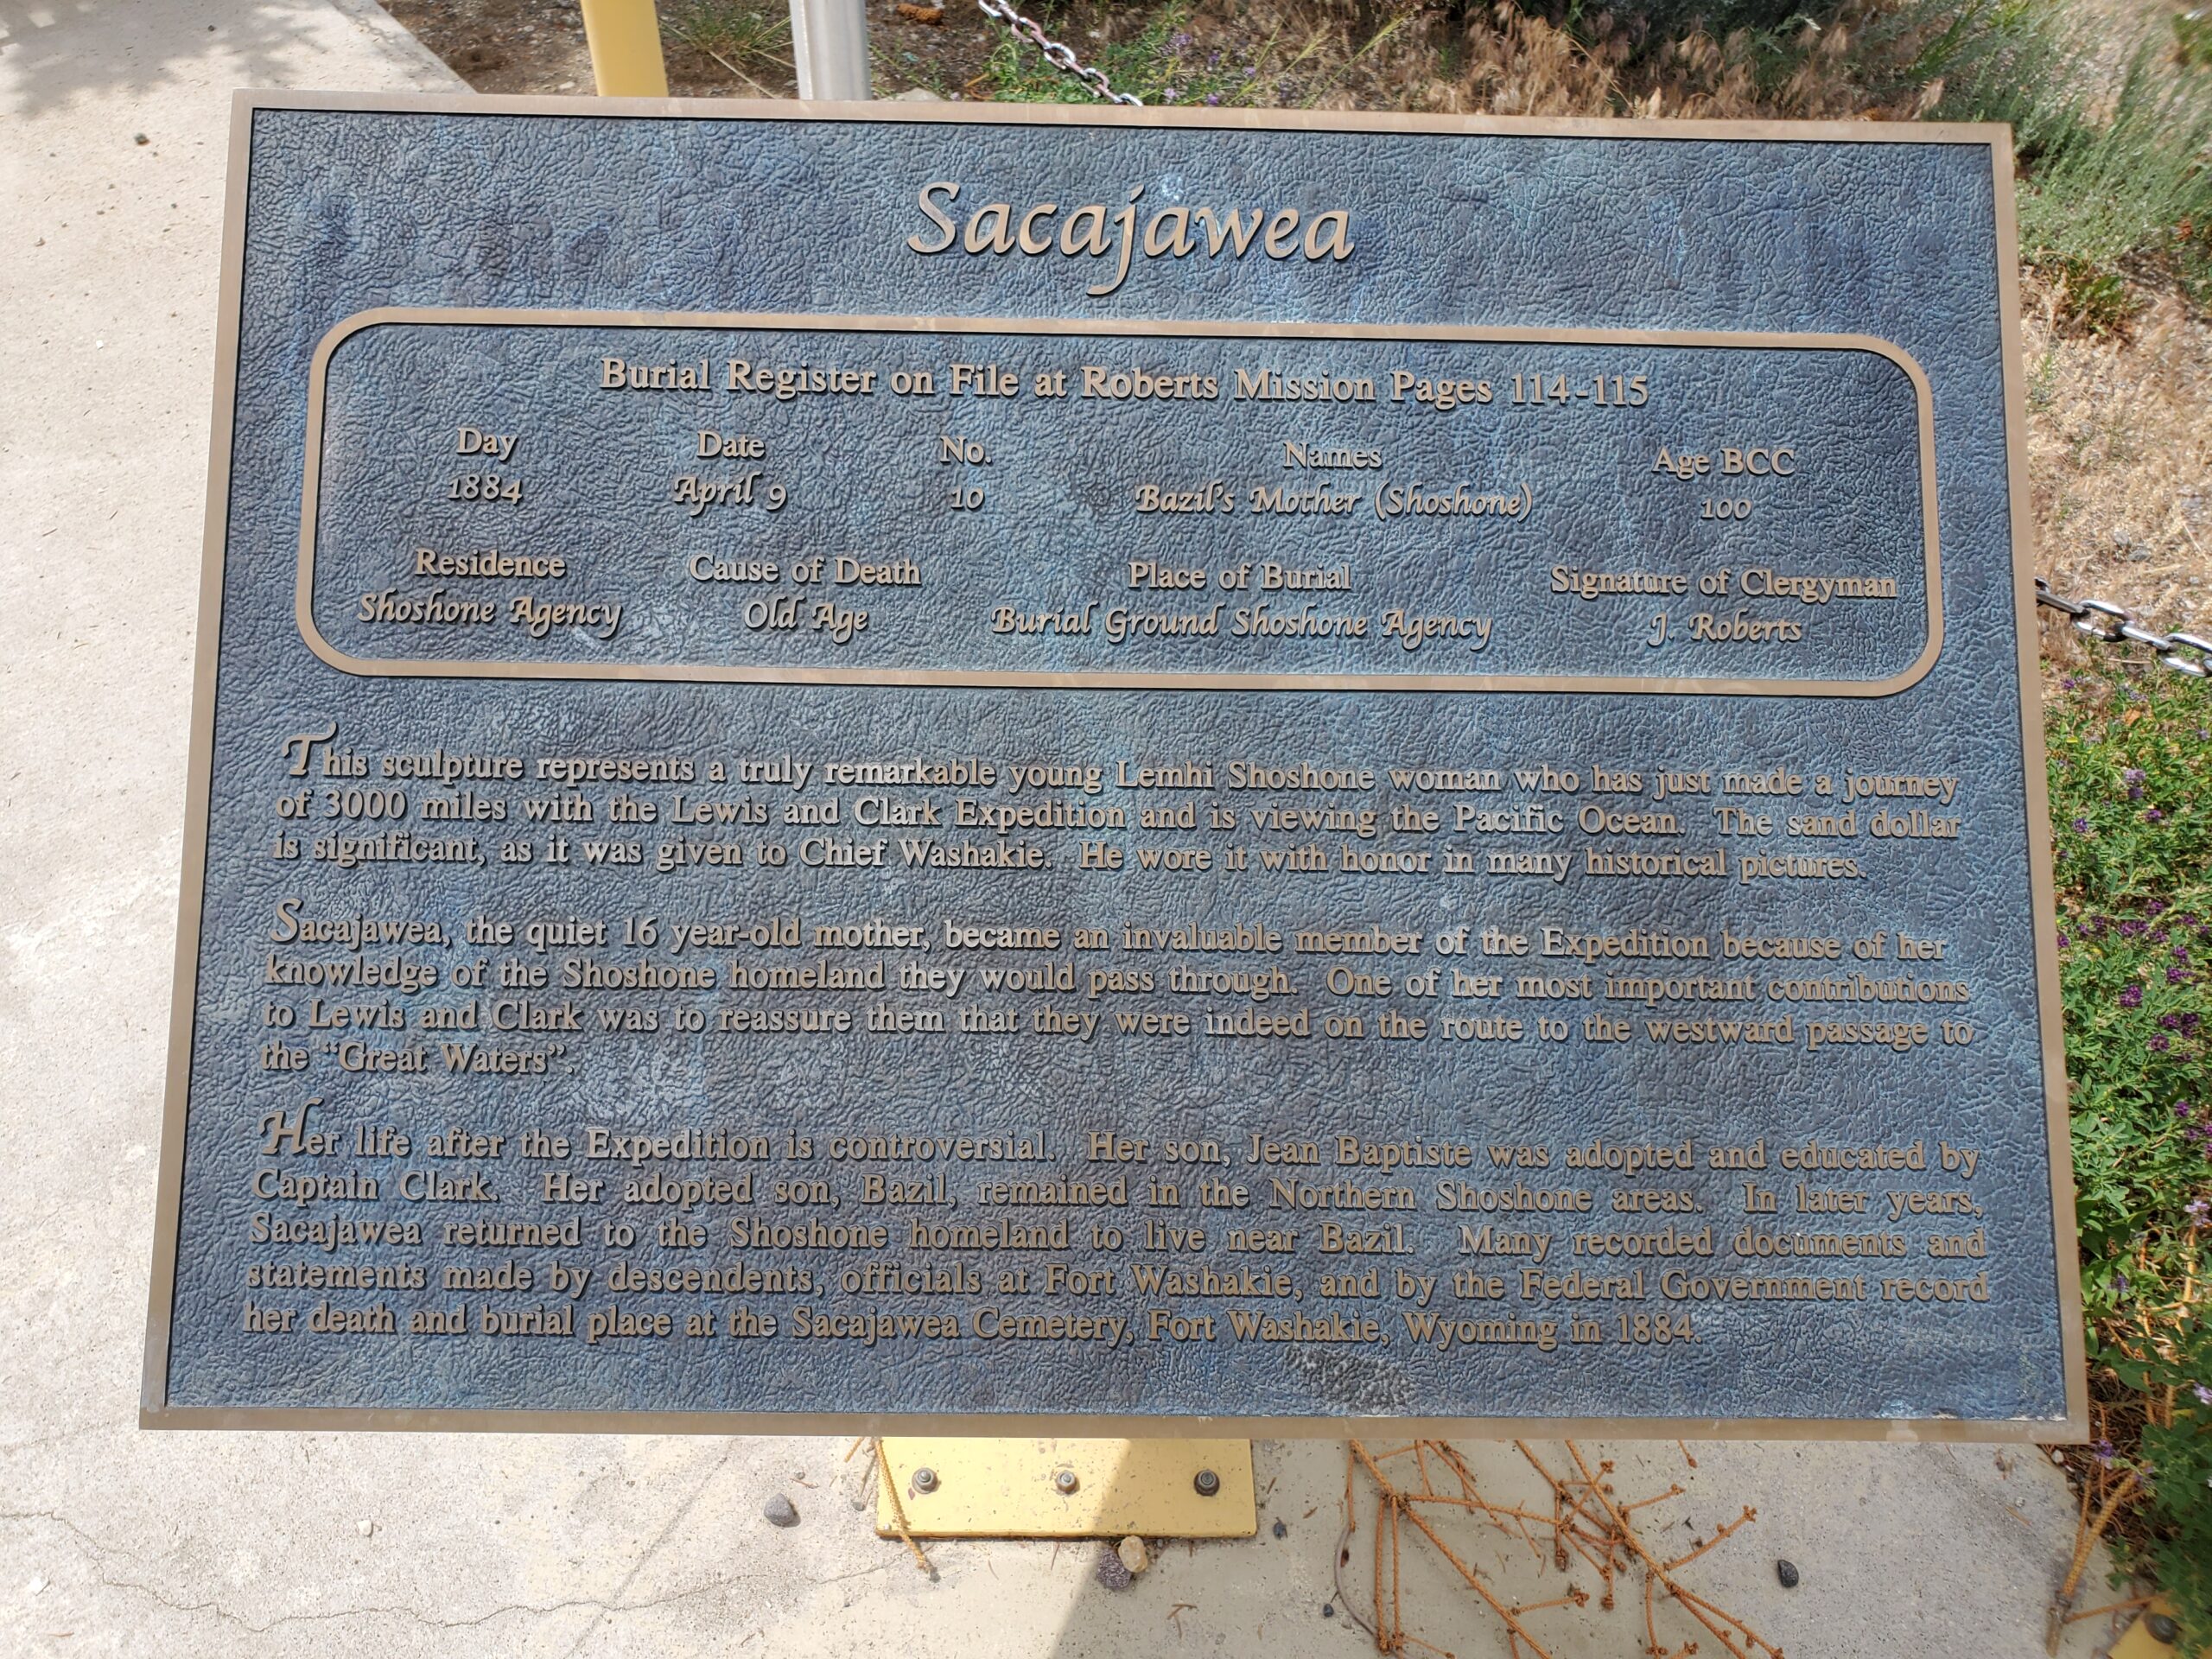 Sacajawea
Burial Register on File at Roberts Mission Pages 114-115
Day Date No. Names Age BCC
1884 April 9 10 Bazil's Mother (Shoshone) 100
Residence Cause of Death Place of Burial Signature of Clergyman
Shoshone Agency Old Age Burial Ground Shoshone Agency J. Roberts
This sculpture represents a truly remarkable young Lemhi Shoshone woman who has just made a journey
of 3000 miles with the Lewis and Clark Expedition and is viewing the Pacific Ocean. The sand dollar
is significant, as it was given to Chief Washakie. He wore it with honor in many historical pictures.
Sacajawea, the quiet 16 year-old mother, became an invaluable member of the Expedition because of her
knowledge of the Shoshone homeland they would pass through. One of her most important contributions
to Lewis and Clark was to reassure them that they were indeed on the route to the westward passage to
the "Great Waters".
Her life after the Expedition is controversial. Her son, Jean Baptiste was adopted and educated by
Captain Clark. Her adopted son, Bazil, remained in the Northern Shoshone areas. In later years,
Sacajawea returned to the Shoshone homeland to live near Bazil. Many recorded documents and
statements made by descendents, officials at Fort Washakie, and by the Federal Government record
her death and burial place at the Sacajawea Cemetery, Fort Washakie, Wyoming in 1884.